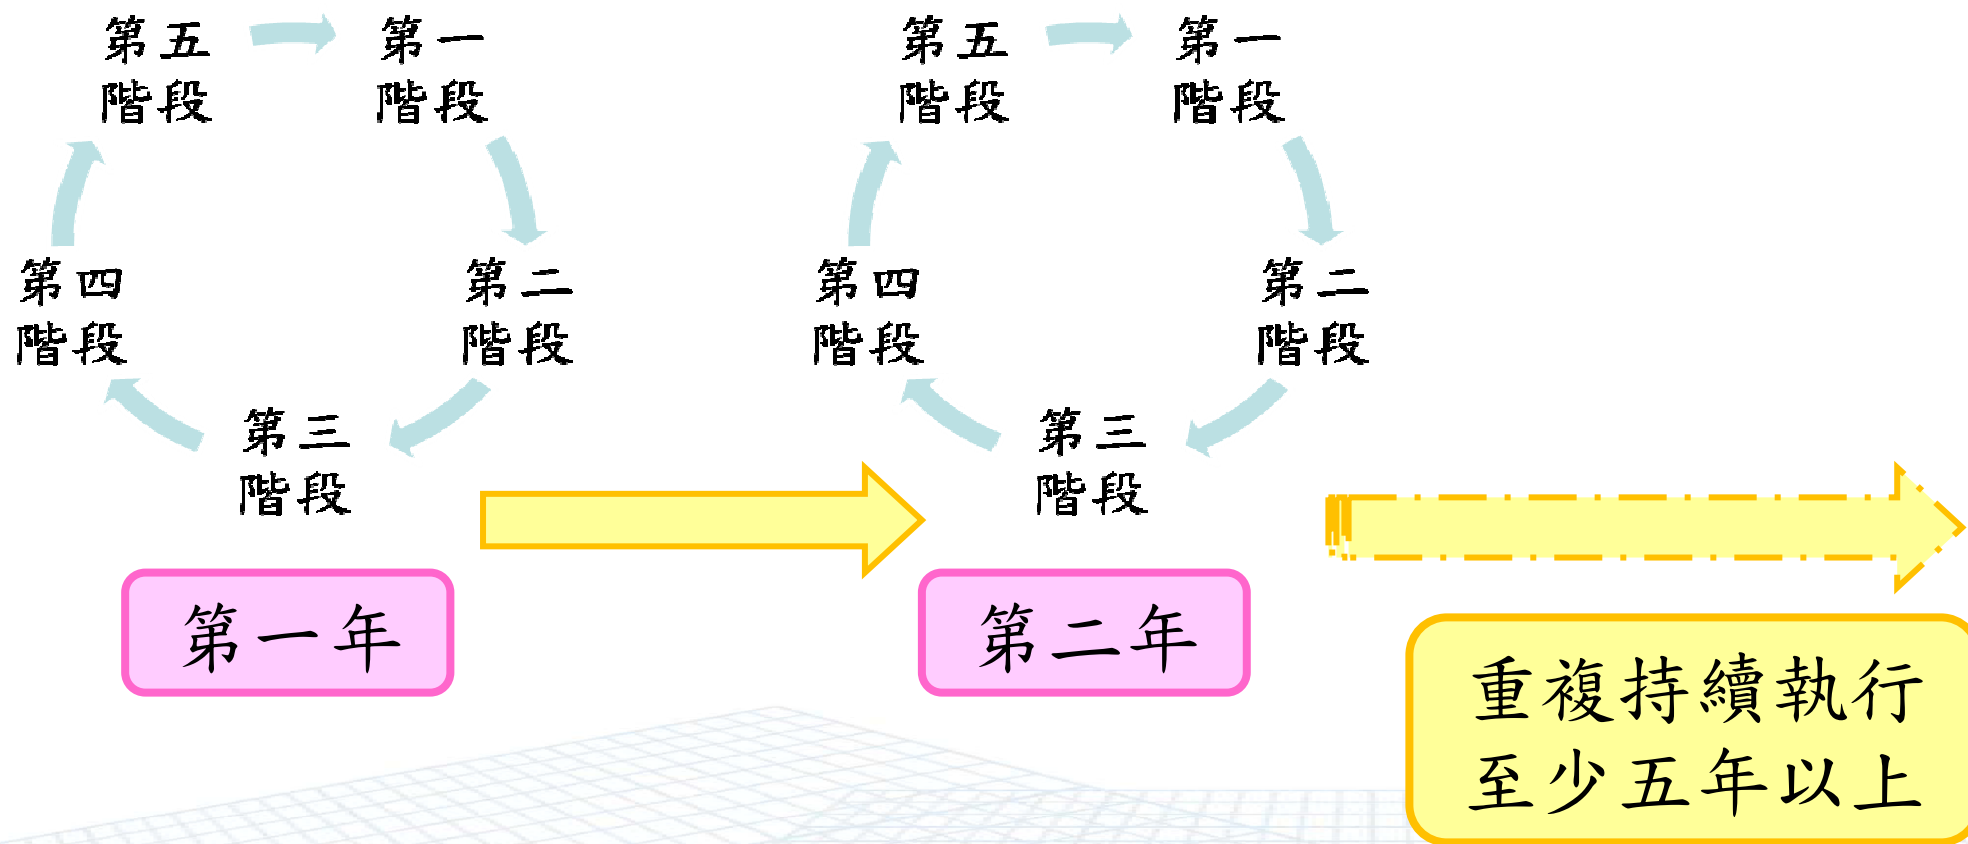 第五
階段
第一
階段
第二
階段
第三
階段
第四
階段
第一年
第五
階段
第一
階段
第二
階段
第三
階段
第四
階段
第二年
重複持續執行
至少五年以上